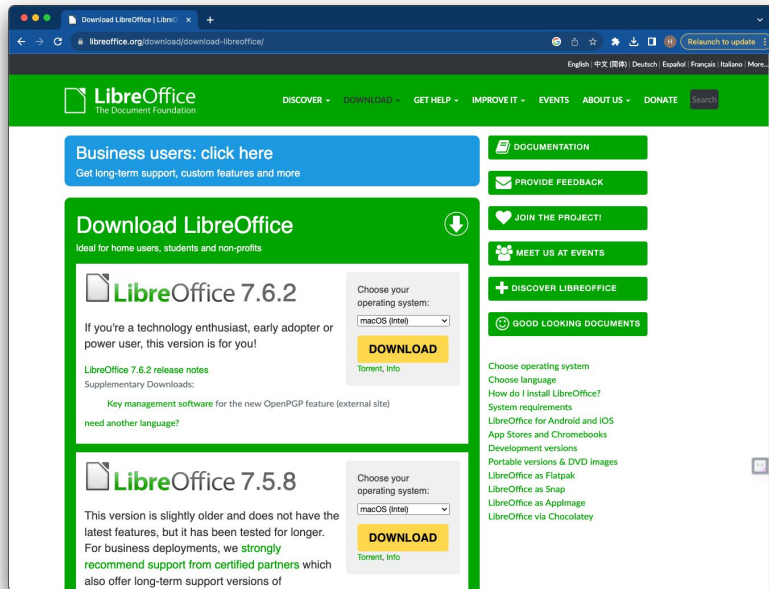 Download LibreOffice | LibreO
libreoffice.org/download/download-libreoffice/
H
Relaunch to update
English | 中文 (简体) | Deutsch | Español | Français | Italiano | More...
LibreOffice
The Document Foundation
DISCOVER
DOWNLOAD
GET HELP
IMPROVE IT
EVENTS
ABOUT US
DONATE
Search
Business users: click here
Get long-term support, custom features and more
Download LibreOffice
Ideal for home users, students and non-profits
LibreOffice 7.6.2
If you're a technology enthusiast, early adopter or
power user, this version is for you!
LibreOffice 7.6.2 release notes
Supplementary Downloads:
Key management software for the new OpenPGP feature (external site)
need another language?
Choose your
operating system:
macOS (Intel)
DOWNLOAD
Torrent, Info
LibreOffice 7.5.8
This version is slightly older and does not have the
latest features, but it has been tested for longer.
For business deployments, we strongly
recommend support from certified partners which
also offer long-term support versions of
Choose your
operating system:
macOS (Intel)
DOWNLOAD
Torrent, Info
DOCUMENTATION
PROVIDE FEEDBACK
JOIN THE PROJECT!
MEET US AT EVENTS
DISCOVER LIBREOFFICE
GOOD LOOKING DOCUMENTS
Choose operating system
Choose language
How do I install LibreOffice?
System requirements
LibreOffice for Android and iOS
App Stores and Chromebooks
Development versions
Portable versions & DVD images
LibreOffice as Flatpak
LibreOffice as Snap
LibreOffice as AppImage
LibreOffice via Chocolatey